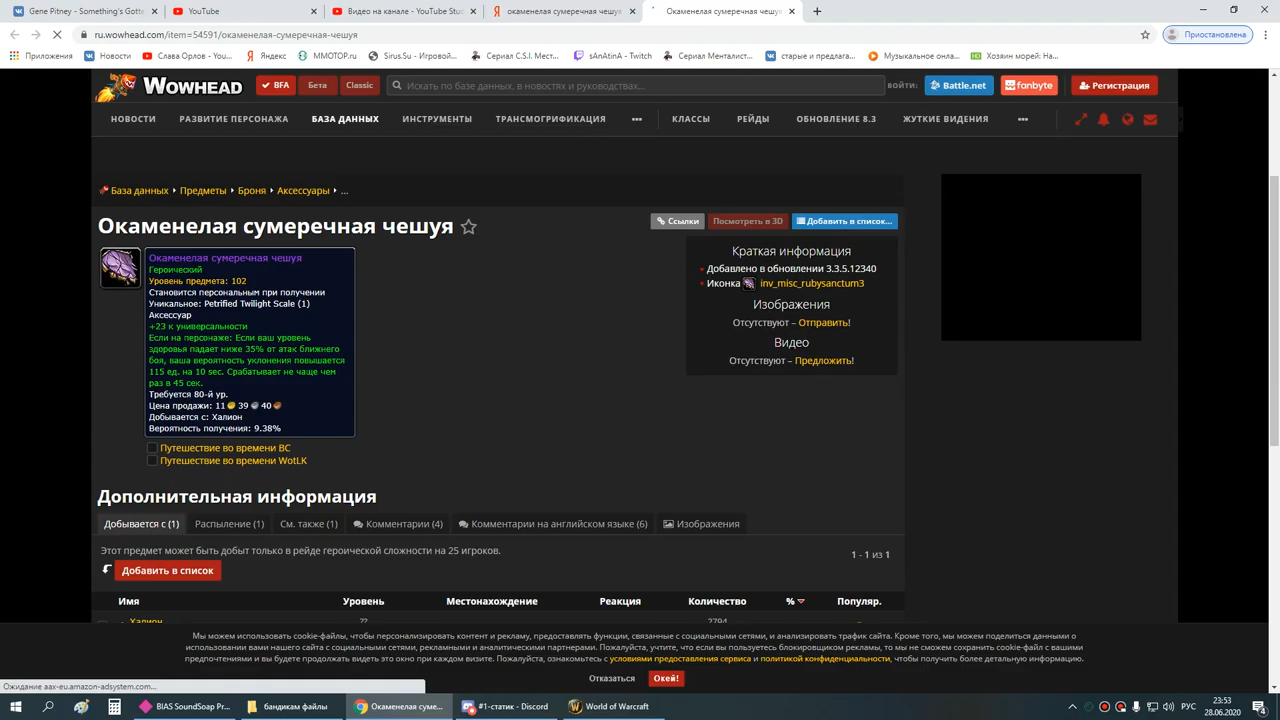 Gene Pitney - Something's Gott
YouTube
Видео на канале - YouTube Stu
окаменелая сумеречная чешуя
Окаменелая сумеречная чешуя
ru.wowhead.com/item=54591/окаменелая-сумеречная-чешуя
Приостановлена
Приложения
Новости
Слава Орлов - You...
Яндекс
MMOTOP.ru
Sirus.Su - Игровой...
Сериал C.S.I. Мест...
sAnAtinA - Twitch
Сериал Менталист...
старые и предлаг...
Музыкальное онла...
Хозяин морей: На...
WOWHEAD
BFA
Бета
Classic
Искать по базе данных, в новостях и руководствах...
ВОЙТИ:
Battle.net
fanbyte
Регистрация
НОВОСТИ
РАЗВИТИЕ ПЕРСОНАЖА
БАЗА ДАННЫХ
ИНСТРУМЕНТЫ
ТРАНСМОГРИФИКАЦИЯ
...
КЛАССЫ
РЕЙДЫ
ОБНОВЛЕНИЕ 8.3
ЖУТКИЕ ВИДЕНИЯ
...
База данных
Предметы
Броня
Аксессуары
...
Окаменелая сумеречная чешуя
Ссылки
Посмотреть в 3D
Добавить в список...
Окаменелая сумеречная чешуя
Героический
Уровень предмета: 102
Становится персональным при получении
Уникальное: Petrified Twilight Scale (1)
Аксессуар
+23 к универсальности
Если на персонаже: Если ваш уровень
здоровья падает ниже 35% от атак ближнего
боя, ваша вероятность уклонения повышается
115 ед. на 10 sec. Срабатывает не чаще чем
раз в 45 сек.
Требуется 80-й ур.
Цена продажи: 11 39 40
Добывается с: Халион
Вероятность получения: 9.38%
Путешествие во времени BC
Путешествие во времени WotLK
Краткая информация
Добавлено в обновлении 3.3.5.12340
Иконка inv_misc_rubysanctum3
Изображения
Отсутствуют – Отправить!
Видео
Отсутствуют – Предложить!
Дополнительная информация
Добывается с (1)
Распыление (1)
См. также (1)
Комментарии (4)
Комментарии на английском языке (6)
Изображения
Этот предмет может быть добыт только в рейде героической сложности на 25 игроков.
1 - 1 из 1
Добавить в список
Имя
Уровень
Местонахождение
Реакция
Количество
%
Популяр.
Халион
??
2794
Мы можем использовать cookie-файлы, чтобы персонализировать контент и рекламу, предоставлять функции, связанные с социальными сетями, и анализировать трафик сайта. Кроме того, мы можем поделиться данными о
использовании вами нашего сайта с социальными сетями, рекламными и аналитическими партнерами. Пожалуйста, учтите, что если вы пользуетесь блокировщиком рекламы, то мы не сможем сохранить cookie-файл с вашими
предпочтениями и вы будете продолжать видеть это окно при каждом визите. Пожалуйста, ознакомьтесь с условиями предоставления сервиса и политикой конфиденциальности, чтобы получить более детальную информацию.
Отказаться
Окей!
Ожидание aax-eu.amazon-adsystem.com...
BIAS SoundSoap Pr...
бандикам файлы
Окаменелая суме...
#1-статик - Discord
World of Warcraft
РУС
23:53
28.06.2020